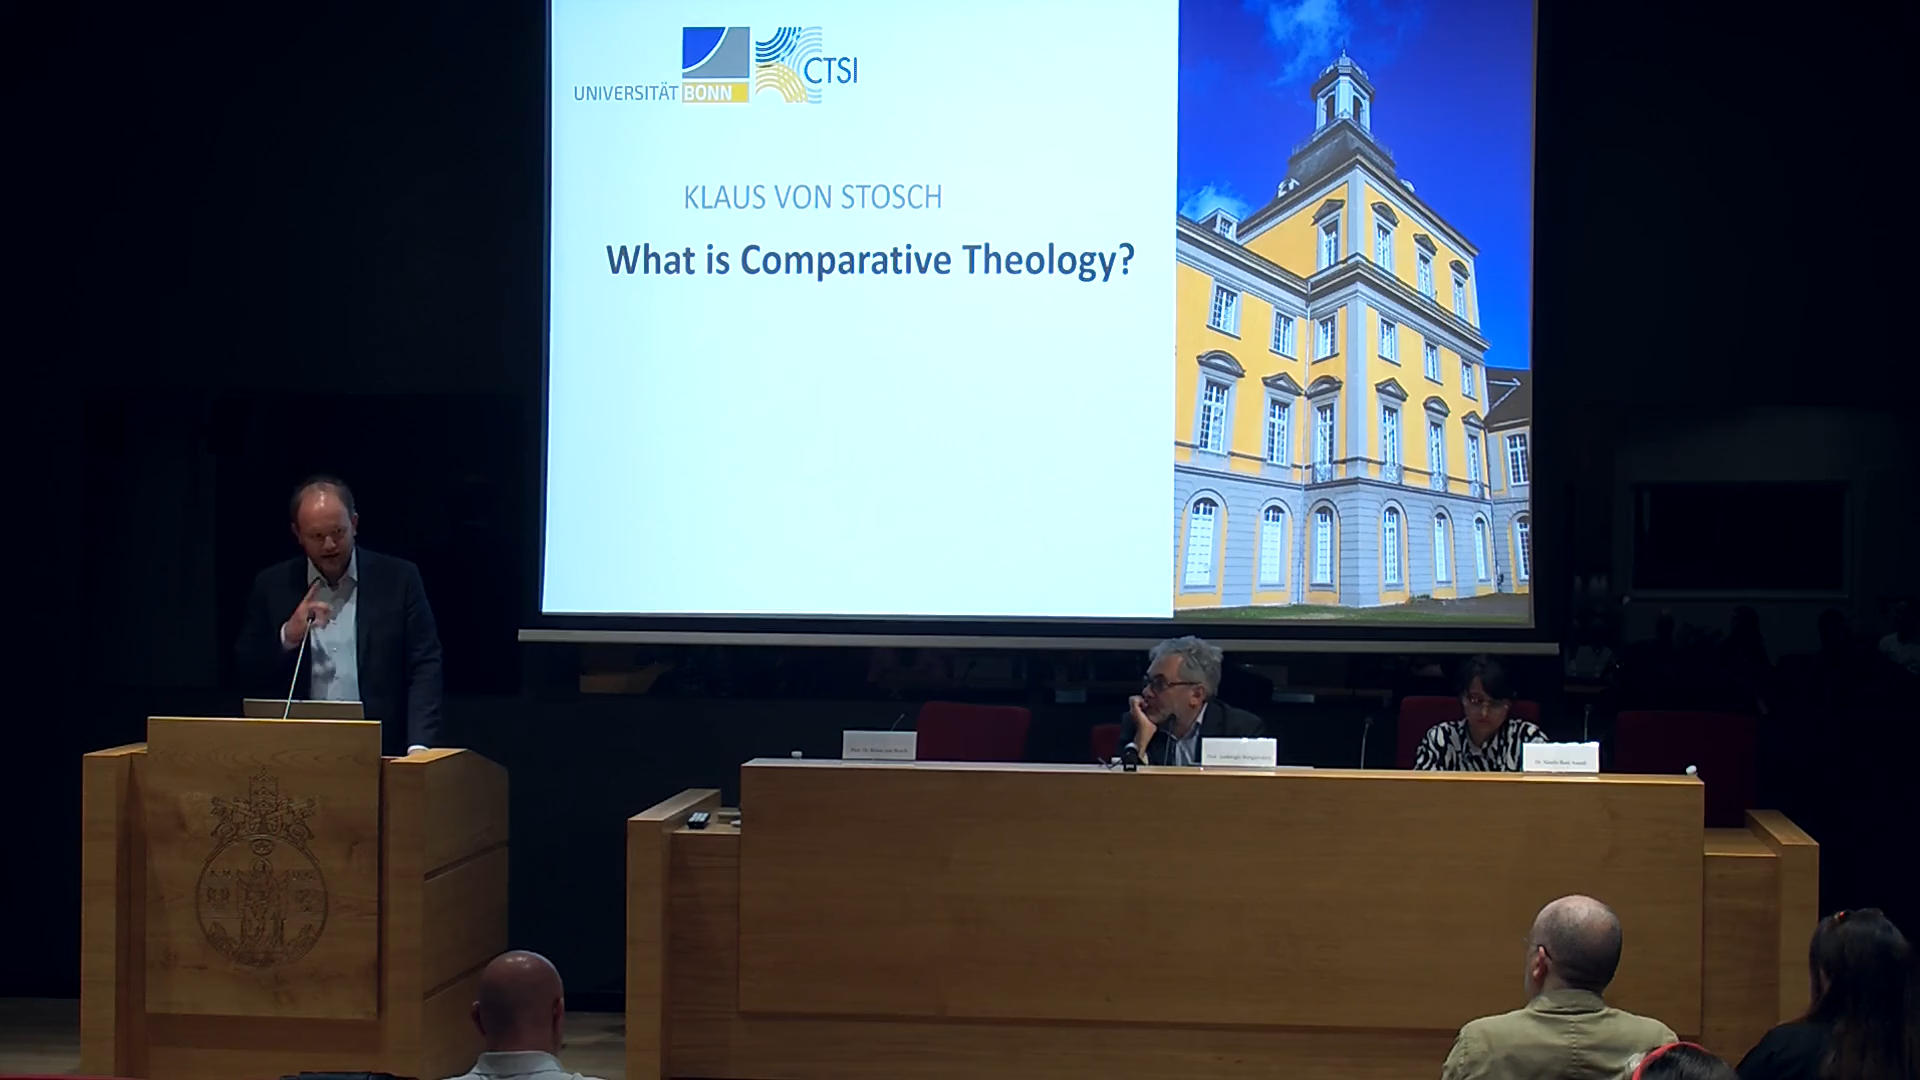 UNIVERSITÄT BONN
CTSI
KLAUS VON STOSCH
What is Comparative Theology?